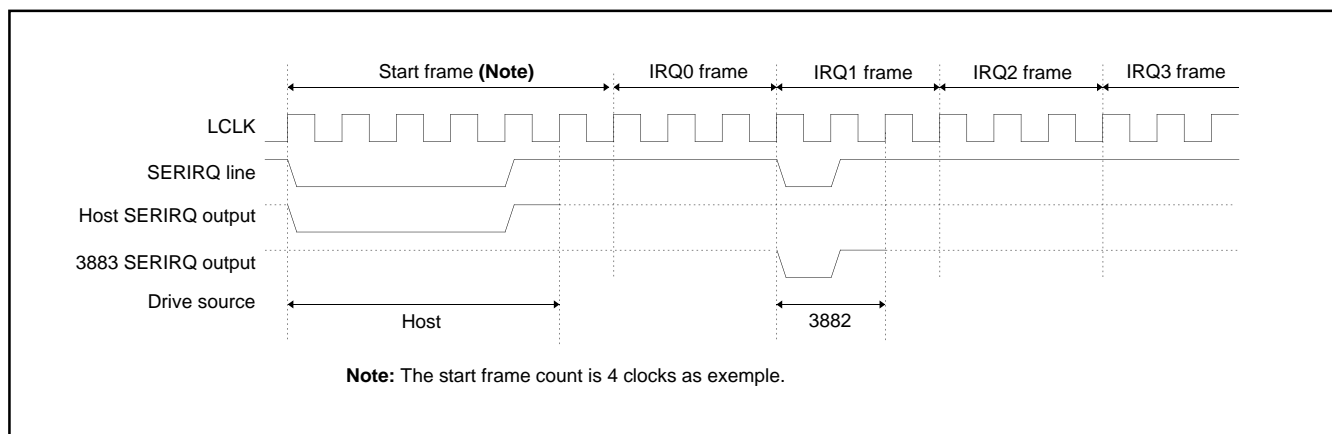 Start frame (Note)
IRQ0 frame
IRQ1 frame
IRQ2 frame
IRQ3 frame
LCLK
SERIRQ line
Host SERIRQ output
3883 SERIRQ output
Drive source
Host
3882
Note: The start frame count is 4 clocks as exemple.